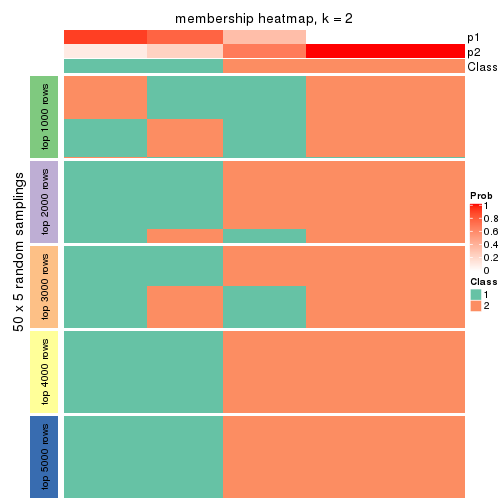 membership heatmap, k = 2
p1
p2
Class
50 x 5 random samplings
top 1000 rows
top 2000 rows
top 3000 rows
top 4000 rows
top 5000 rows
Prob
1
0.8
0.6
0.4
0.2
0
Class
1
2